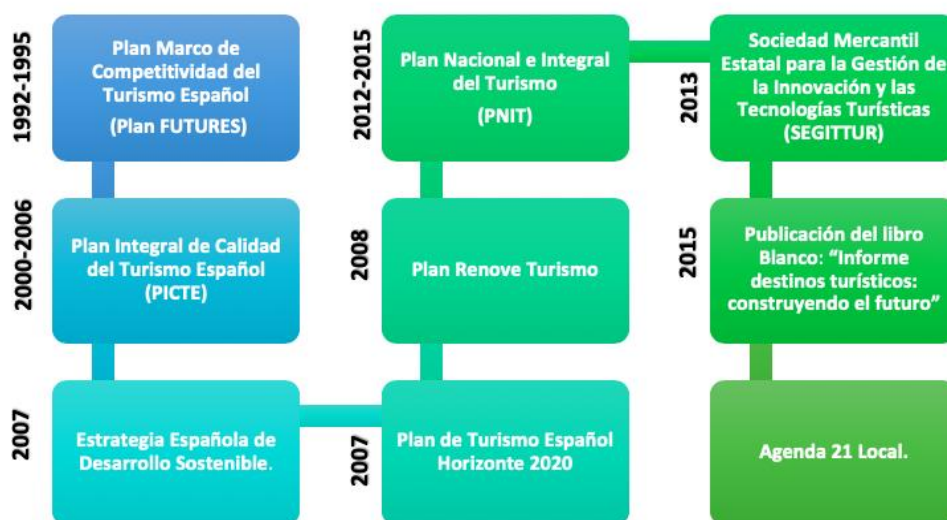 1992-1995
Plan Marco de
Competitividad del
Turismo Español
(Plan FUTURES)
2000-2006
Plan Integral de Calidad
del Turismo Español
(PICTE)
2007
Estrategia Española de
Desarrollo Sostenible.
2007
Plan de Turismo Español
Horizonte 2020
2008
Plan Renove Turismo
2012-2015
Plan Nacional e Integral
del Turismo
(PNIT)
2013
Sociedad Mercantil
Estatal para la Gestión de
la Innovación y las
Tecnologías Turísticas
(SEGITTUR)
2015
Publicación del libro
Blanco: “Informe
destinos turísticos:
construyendo el futuro”
Agenda 21 Local.